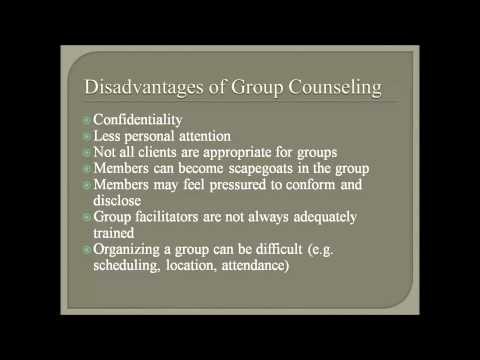 Disadvantages of Group Counseling
Confidentiality
Less personal attention
Not all clients are appropriate for groups
Members can become scapegoats in the group
Members may feel pressured to conform and
disclose
Group facilitators are not always adequately
trained
Organizing a group can be difficult (e.g.
scheduling, location, attendance)